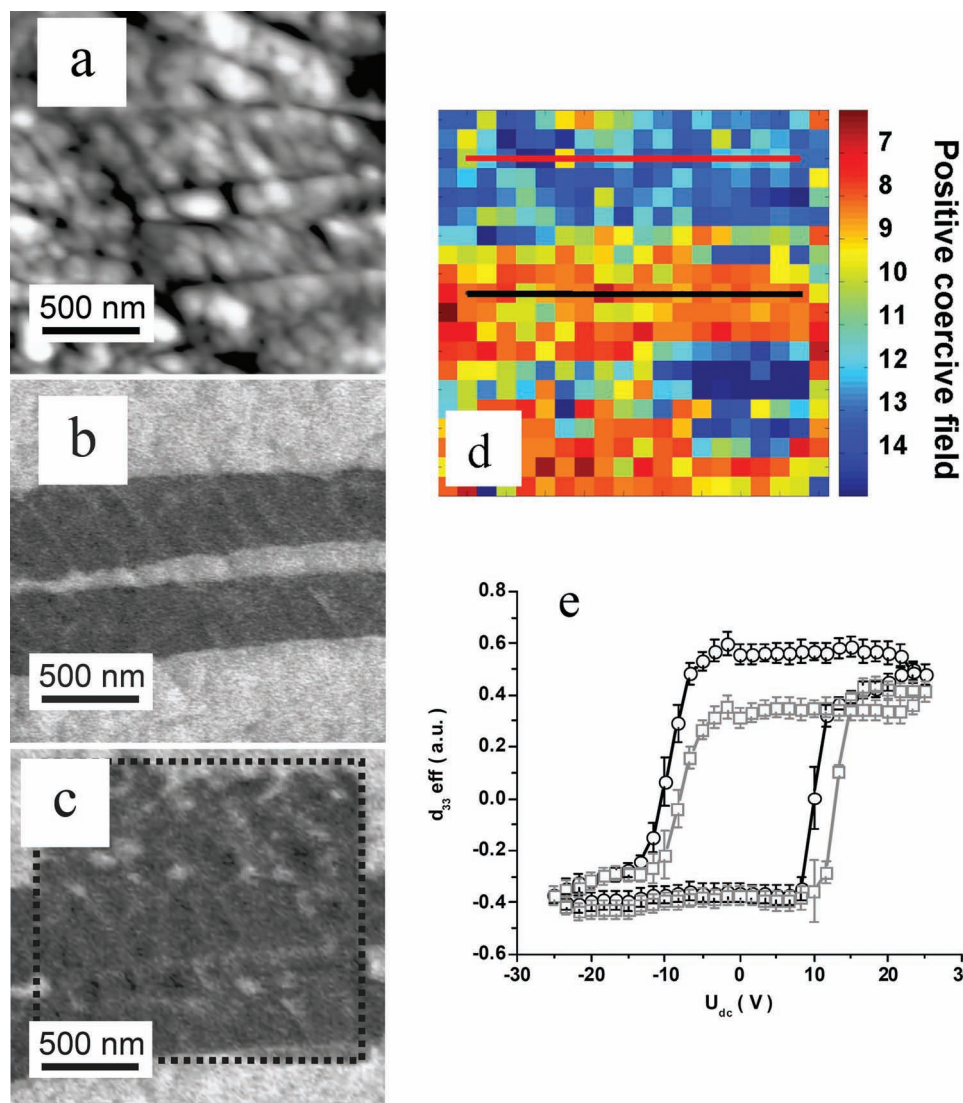 a
500 nm
b
500 nm
c
500 nm
d
7
8
9
10
11
12
13
14
Positive coercive field
e
0.8
0.6
0.4
0.2
0.0
-0.2
-0.4
-0.6
-30 -20 -10 0 10 20 3
d33 eff ( a.u. )
Udc ( V )